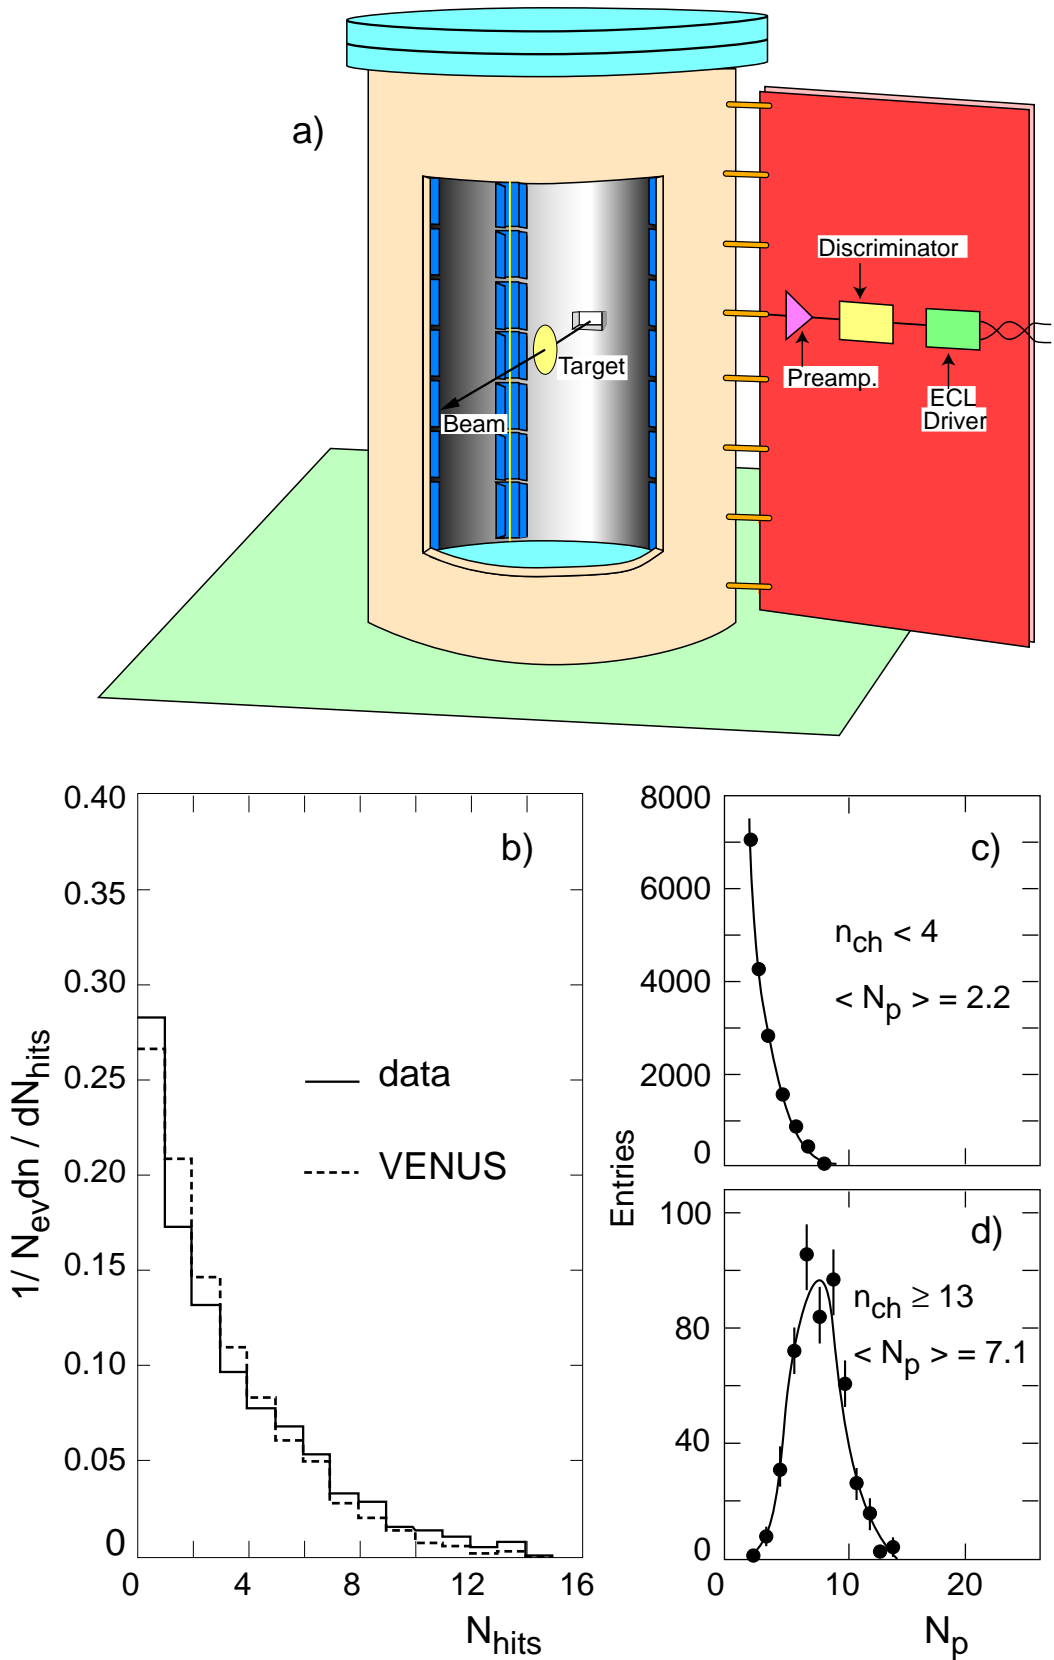 a)
Discriminator
Target
Preamp.
Beam
ECL
Driver
0.40
0.35
0.30
0.25
0.20
0.15
0.10
0.05
0
1/ N_ev dn / dN_hits
b)
data
VENUS
0 4 8 12 16
N_hits
8000
6000
4000
2000
0
c)
n_ch < 4
< N_p > = 2.2
Entries
100
80
40
0
d)
n_ch ≥ 13
< N_p > = 7.1
0 10 20
N_p